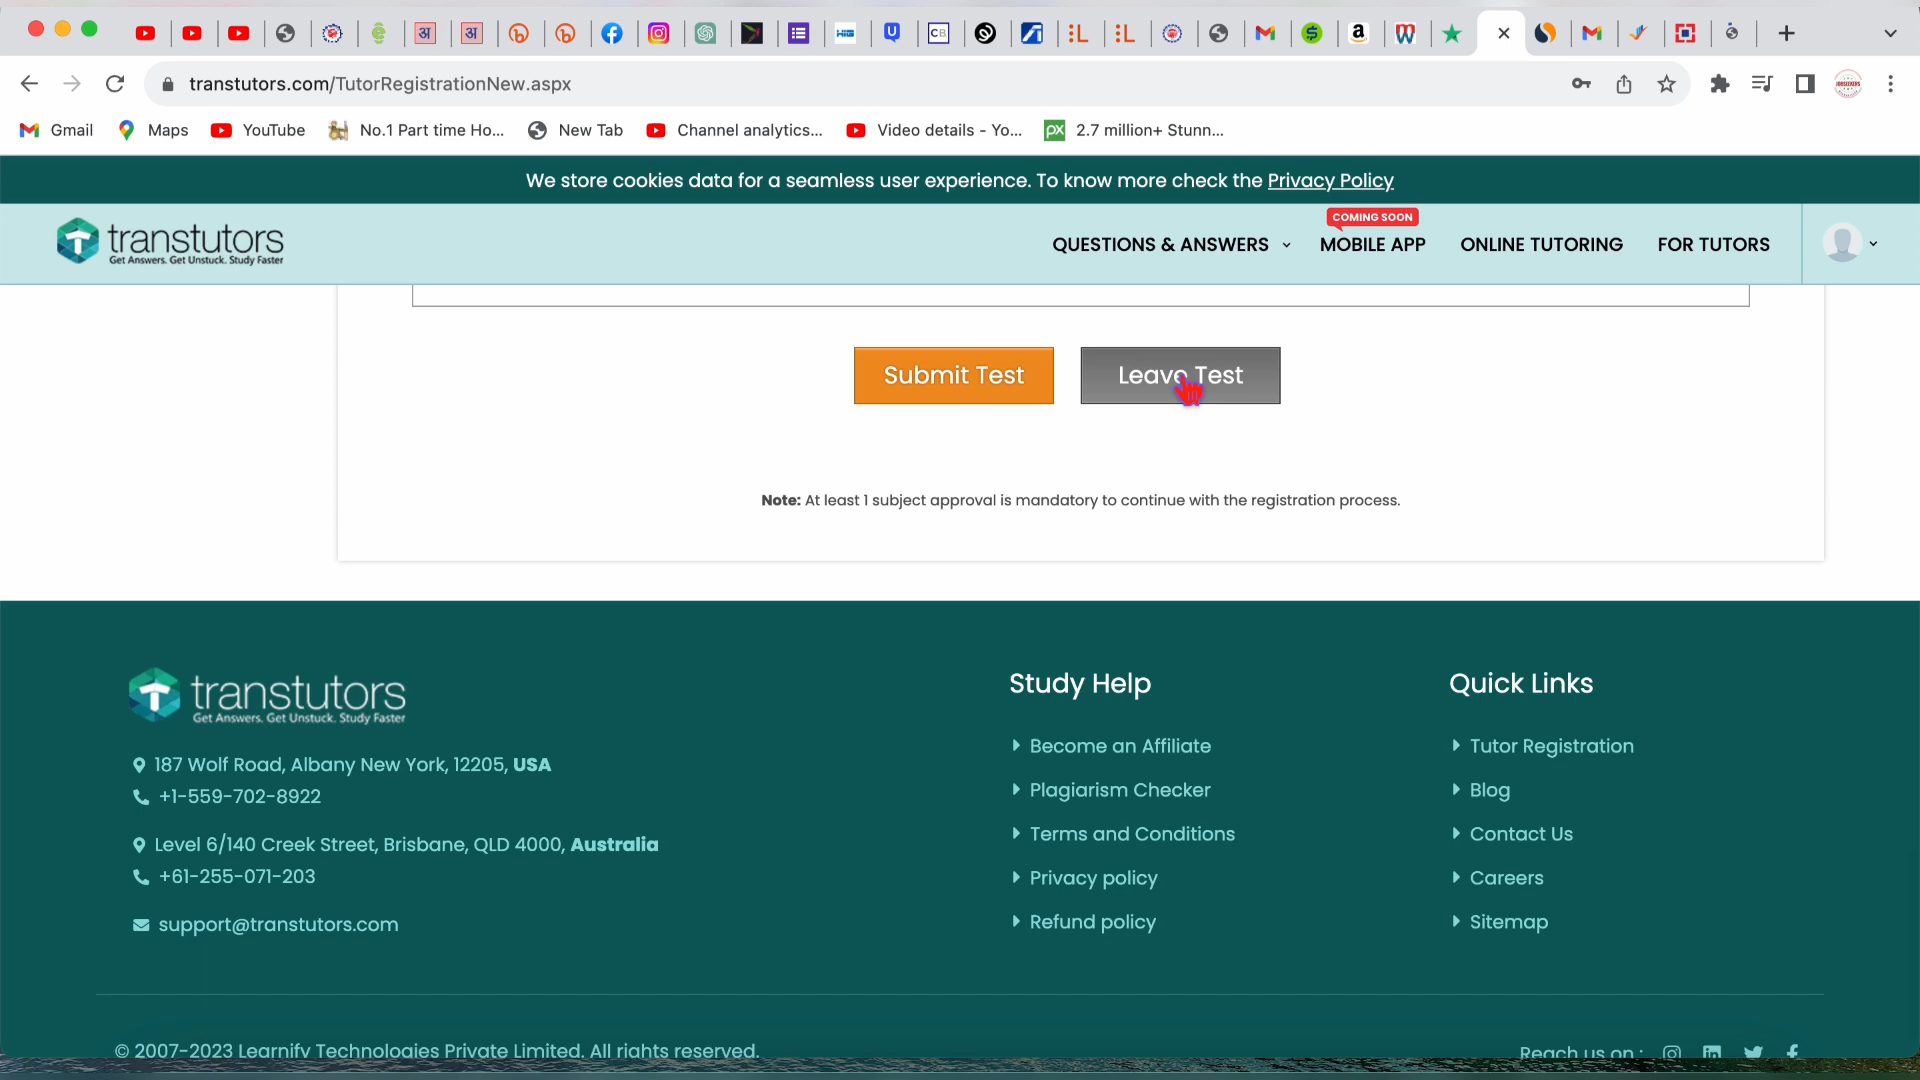 transtutors.com/TutorRegistrationNew.aspx
Gmail Maps YouTube No.1 Part time Ho... New Tab Channel analytics... Video details - Yo... 2.7 million+ Stunn...
We store cookies data for a seamless user experience. To know more check the Privacy Policy
transtutors
Get Answers. Get Unstuck. Study Faster
COMING SOON
QUESTIONS & ANSWERS MOBILE APP ONLINE TUTORING FOR TUTORS
Submit Test Leave Test
Note: At least 1 subject approval is mandatory to continue with the registration process.
transtutors
Get Answers. Get Unstuck. Study Faster
187 Wolf Road, Albany New York, 12205, USA
+1-559-702-8922
Level 6/140 Creek Street, Brisbane, QLD 4000, Australia
+61-255-071-203
support@transtutors.com
Study Help
Become an Affiliate
Plagiarism Checker
Terms and Conditions
Privacy policy
Refund policy
Quick Links
Tutor Registration
Blog
Contact Us
Careers
Sitemap
© 2007-2023 Learnify Technologies Private Limited. All rights reserved.
Reach us on :